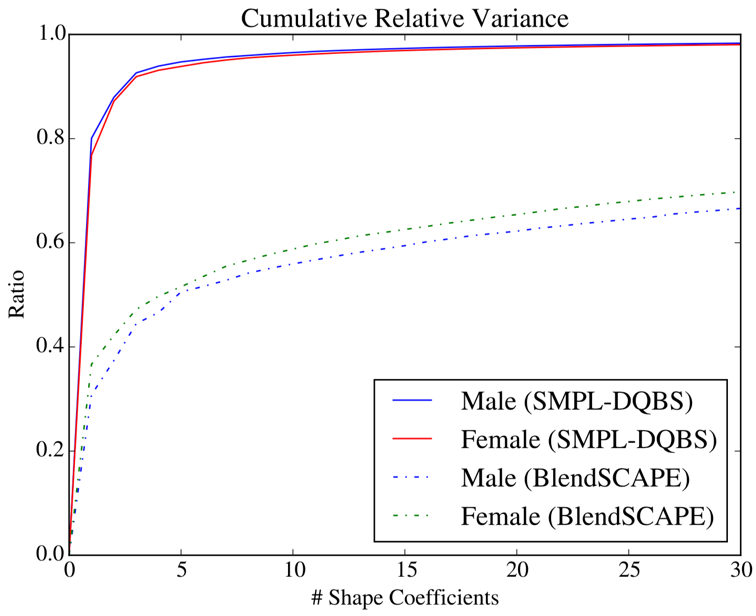 Cumulative Relative Variance
1.0
0.8
0.6
0.4
0.2
0.0
Ratio
Male (SMPL-DQBS)
Female (SMPL-DQBS)
Male (BlendSCAPE)
Female (BlendSCAPE)
0 5 10 15 20 25 30
# Shape Coefficients